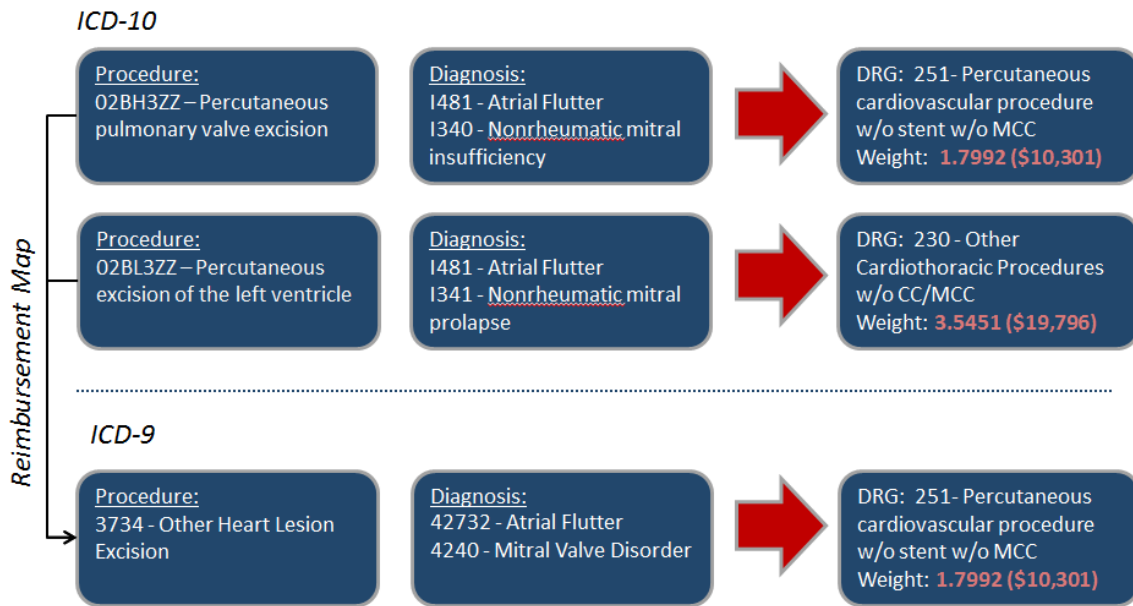 ICD-10
Procedure:
02BH3ZZ – Percutaneous
pulmonary valve excision
Diagnosis:
I481 - Atrial Flutter
I340 - Nonrheumatic mitral
insufficiency
DRG: 251- Percutaneous
cardiovascular procedure
w/o stent w/o MCC
Weight: 1.7992 ($10,301)
Procedure:
02BL3ZZ – Percutaneous
excision of the left ventricle
Diagnosis:
I481 - Atrial Flutter
I341 - Nonrheumatic mitral
prolapse
DRG: 230 - Other
Cardiothoracic Procedures
w/o CC/MCC
Weight: 3.5451 ($19,796)
Reimbursement Map
ICD-9
Procedure:
3734 - Other Heart Lesion
Excision
Diagnosis:
42732 - Atrial Flutter
4240 - Mitral Valve Disorder
DRG: 251- Percutaneous
cardiovascular procedure
w/o stent w/o MCC
Weight: 1.7992 ($10,301)